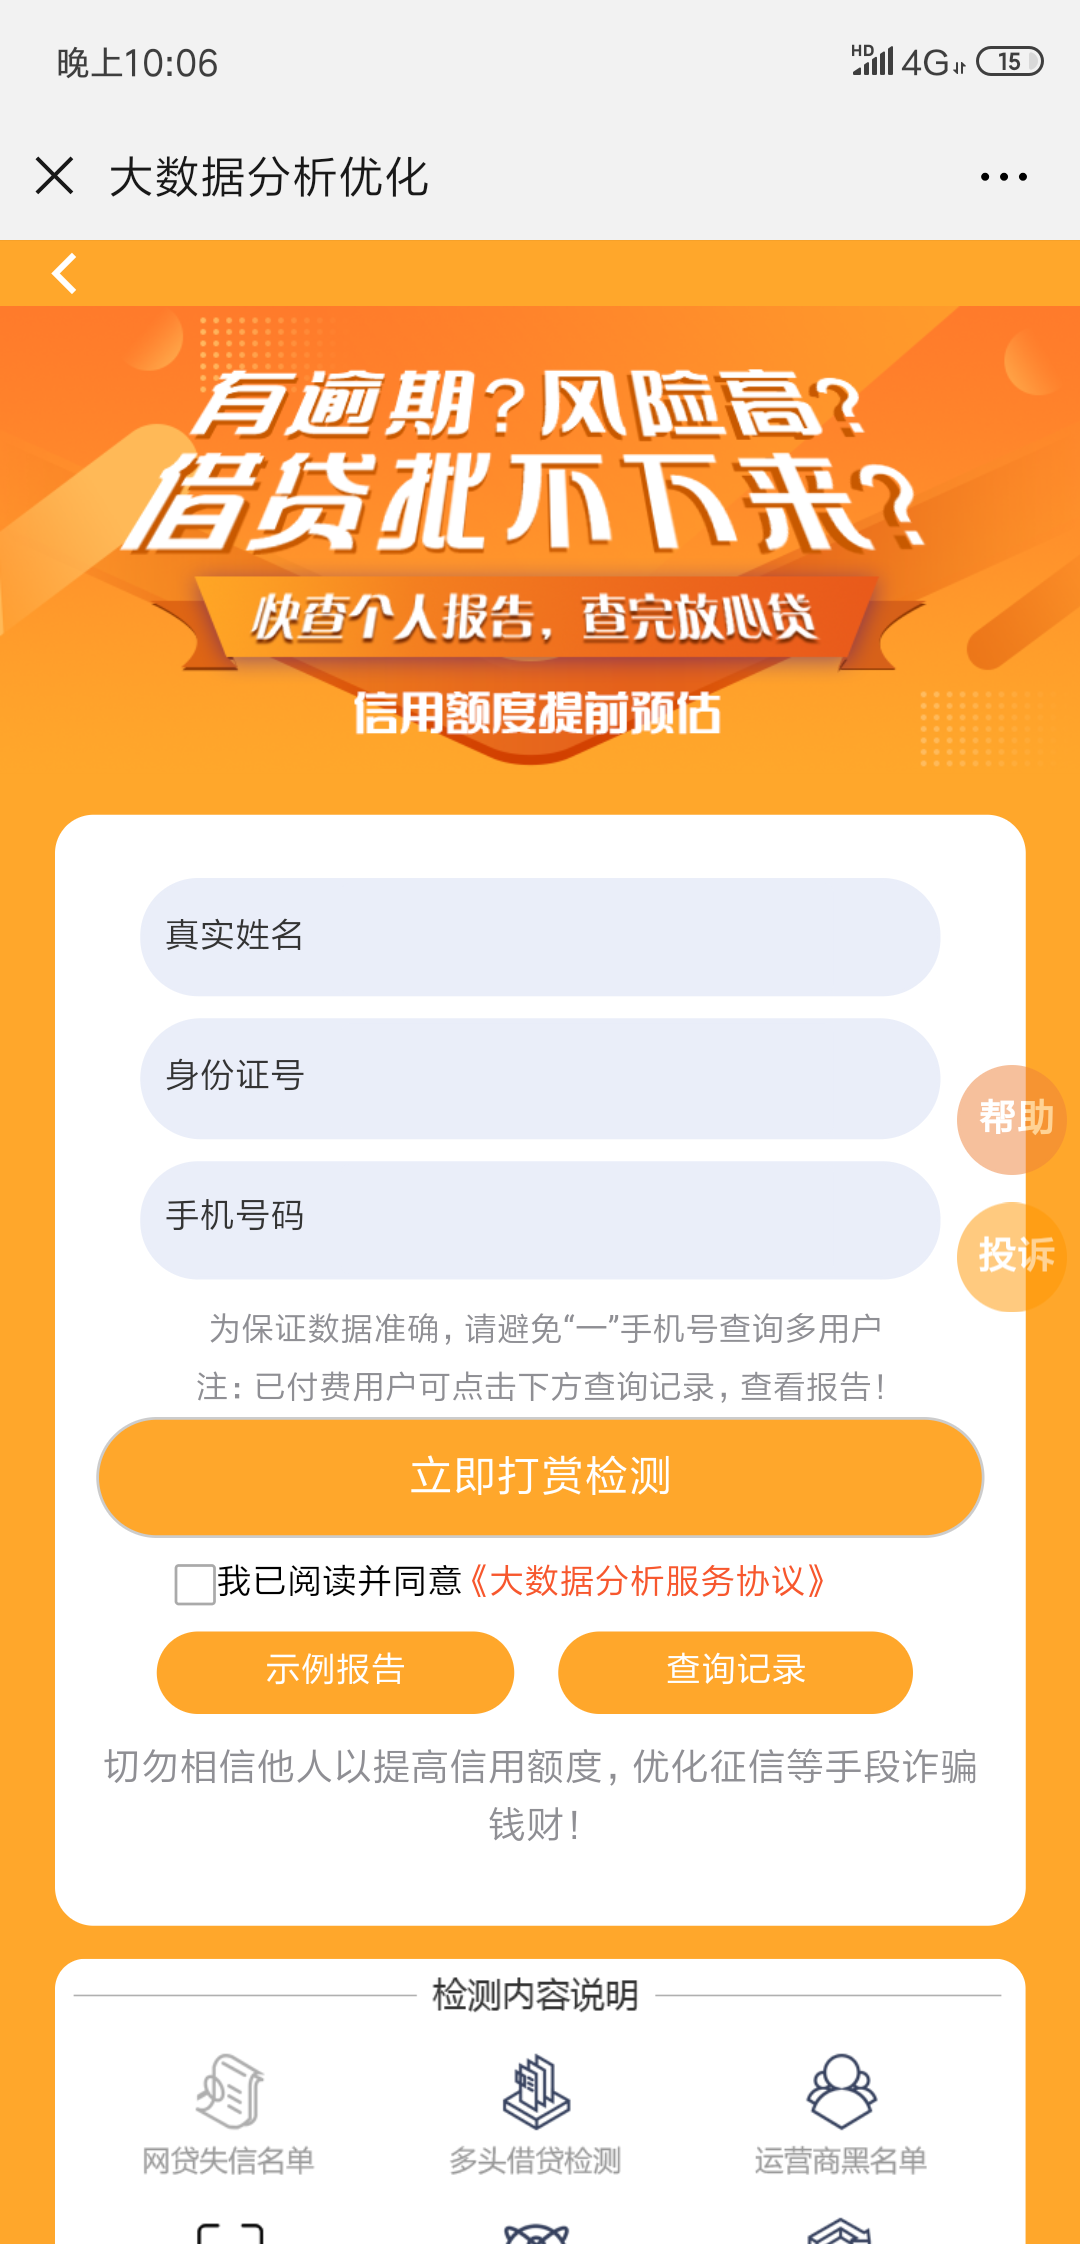 晚上10:06
HD 4G 15
大数据分析优化
有逾期?风险高?
借贷批不下来?
快查个人报告，查完放心贷
信用额度提前预估
真实姓名
身份证号
帮助
手机号码
投诉
为保证数据准确，请避免“一”手机号查询多用户
注：已付费用户可点击下方查询记录，查看报告！
立即打赏检测
我已阅读并同意《大数据分析服务协议》
示例报告 查询记录
切勿相信他人以提高信用额度，优化征信等手段诈骗
钱财！
检测内容说明
网贷失信名单 多头借贷检测 运营商黑名单